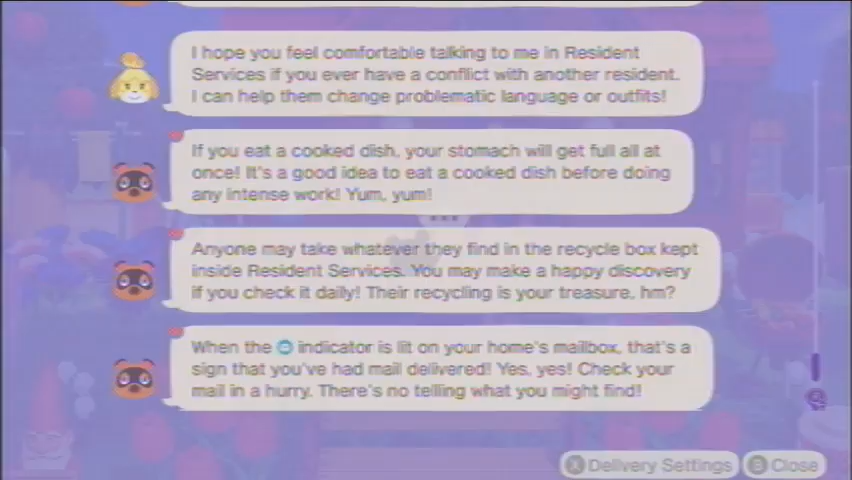 I hope you feel comfortable talking to me in Resident
Services if you ever have a conflict with another resident.
I can help them change problematic language or outfits!
If you eat a cooked dish, your stomach will get full all at
once! It's a good idea to eat a cooked dish before doing
any intense work! Yum, yum!
Anyone may take whatever they find in the recycle box kept
inside Resident Services. You may make a happy discovery
if you check it daily! Their recycling is your treasure, hm?
When the indicator is lit on your home's mailbox, that's a
sign that you've had mail delivered! Yes, yes! Check your
mail in a hurry. There's no telling what you might find!
X Delivery Settings B Close